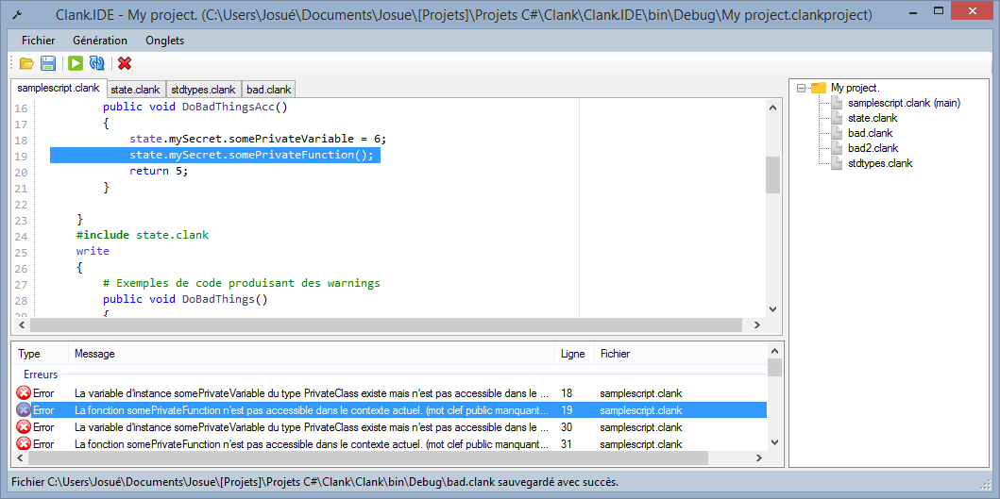 Clank.IDE - My project. (C:\Users\Josué\Documents\Josue\[Projets]\Projets C#\Clank\Clank.IDE\bin\Debug\My project.clankproject)
Fichier Génération Onglets
samplescript.clank state.clank stdtypes.clank bad.clank
16 public void DoBadThingsAcc()
17 {
18 state.mySecret.somePrivateVariable = 6;
19 state.mySecret.somePrivateFunction();
20 return 5;
21 }
22
23 }
24 #include state.clank
25 write
26 {
27 # Exemples de code produisant des warnings
28 public void DoBadThings()
29 {
My project.
samplescript.clank (main)
state.clank
bad.clank
bad2.clank
stdtypes.clank
Type Message Ligne Fichier
Erreurs
Error La variable d'instance somePrivateVariable du type PrivateClass existe mais n'est pas accessible dans le ... 18 samplescript.clank
Error La fonction somePrivateFunction n'est pas accessible dans le contexte actuel. (mot clef public manquant... 19 samplescript.clank
Error La variable d'instance somePrivateVariable du type PrivateClass existe mais n'est pas accessible dans le ... 30 samplescript.clank
Error La fonction somePrivateFunction n'est pas accessible dans le contexte actuel. (mot clef public manquant... 31 samplescript.clank
Fichier C:\Users\Josué\Documents\Josue\[Projets]\Projets C#\Clank\Clank\bin\Debug\bad.clank sauvegardé avec succès.